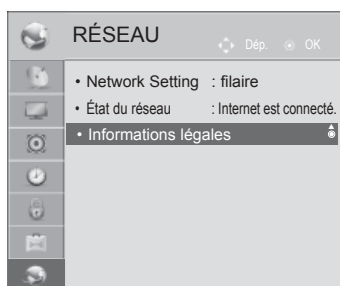 RÉSEAU
Dép. OK
• Network Setting : filaire
• État du réseau : Internet est connecté.
• Informations légales